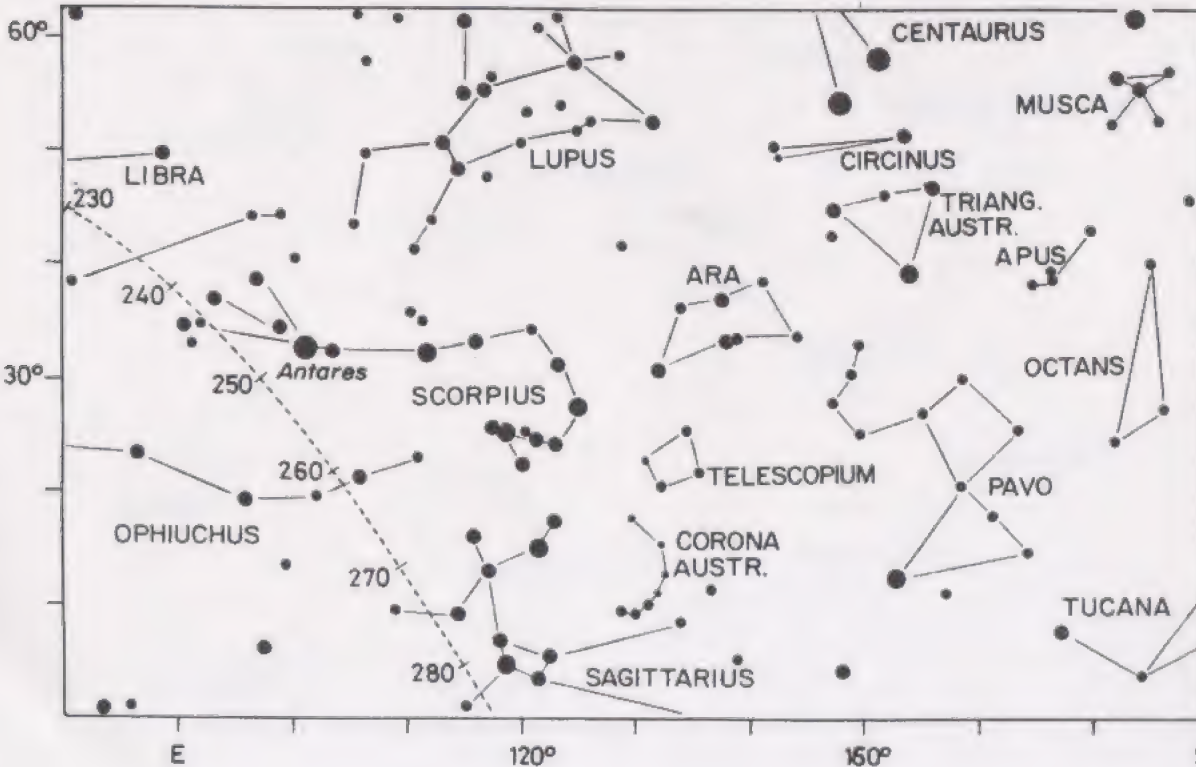 60°
CENTAURUS
MUSCA
LIBRA
LUPUS
CIRCINUS
230
TRIANG.
AUSTR.
APUS
ARA
240
Antares
30°
250
SCORPIUS
OCTANS
260
TELESCOPIUM
PAVO
OPHIUCHUS
CORONA
AUSTR.
270
TUCANA
280
SAGITTARIUS
E
120°
150°